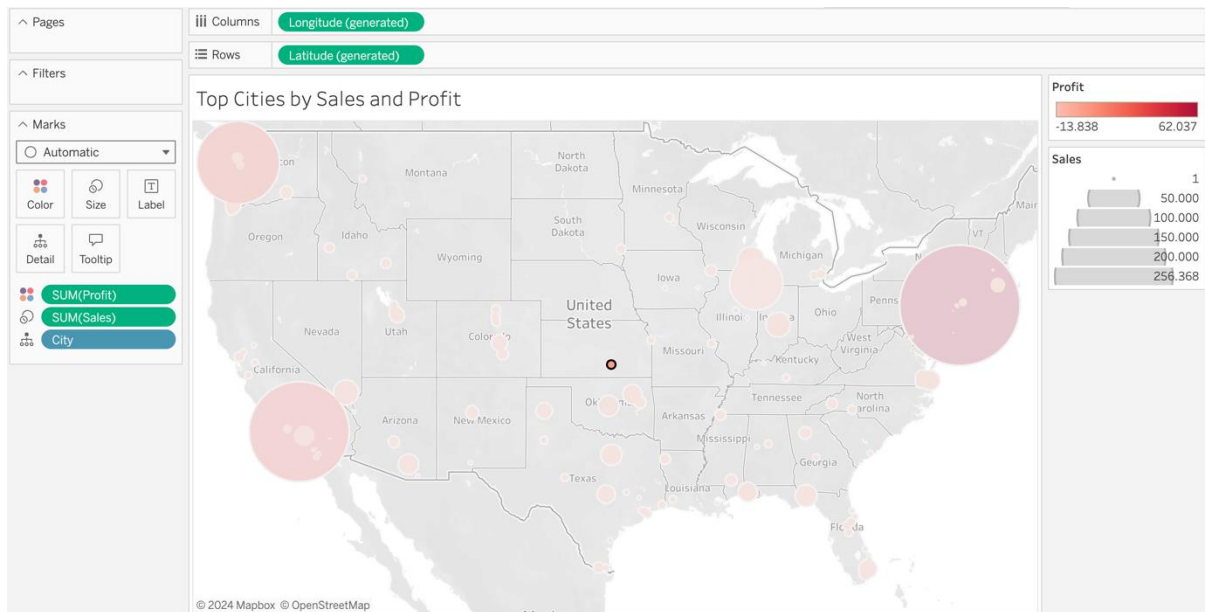 Pages
Columns
Longitude (generated)
Rows
Latitude (generated)
Filters
Marks
Automatic
Color
Size
Label
Detail
Tooltip
SUM(Profit)
SUM(Sales)
City
Top Cities by Sales and Profit
Montana
North
Dakota
Minnesota
Oregon
Idaho
South
Dakota
Wisconsin
Michigan
VT
Wyoming
Iowa
Penns
Nevada
Utah
United
States
Ohio
West
Virginia
California
Missouri
Kentucky
Arizona
New Mexico
Arkansas
Tennessee
North
Carolina
Mississippi
Georgia
Texas
Louisiana
© 2024 Mapbox © OpenStreetMap
Profit
-13.838 62.037
Sales
1
50.000
100.000
150.000
200.000
256.368